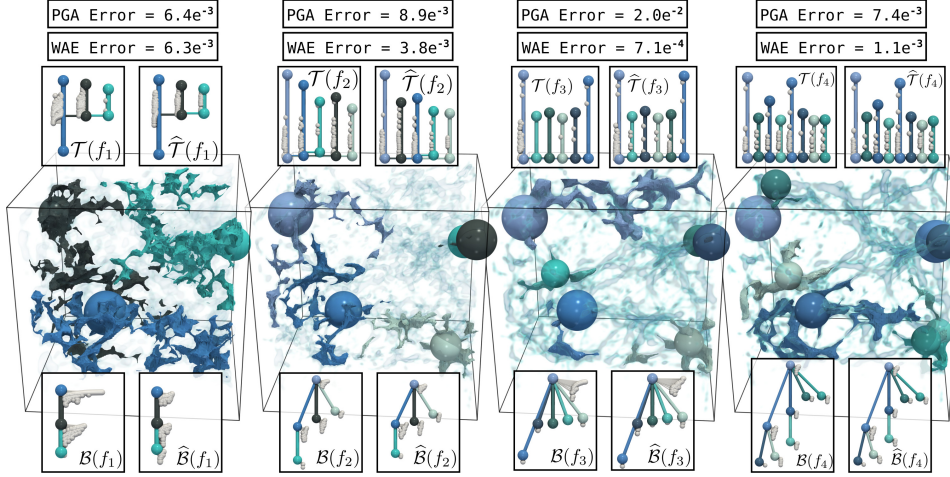 PGA Error = 6.4e⁻³
WAE Error = 6.3e⁻³
PGA Error = 8.9e⁻³
WAE Error = 3.8e⁻³
PGA Error = 2.0e⁻²
WAE Error = 7.1e⁻⁴
PGA Error = 7.4e⁻³
WAE Error = 1.1e⁻³
𝒯(f₁)
𝒯̂(f₁)
𝒯(f₂)
𝒯̂(f₂)
𝒯(f₃)
𝒯̂(f₃)
𝒯(f₄)
𝒯̂(f₄)
ℬ(f₁)
ℬ̂(f₁)
ℬ(f₂)
ℬ̂(f₂)
ℬ(f₃)
ℬ̂(f₃)
ℬ(f₄)
ℬ̂(f₄)